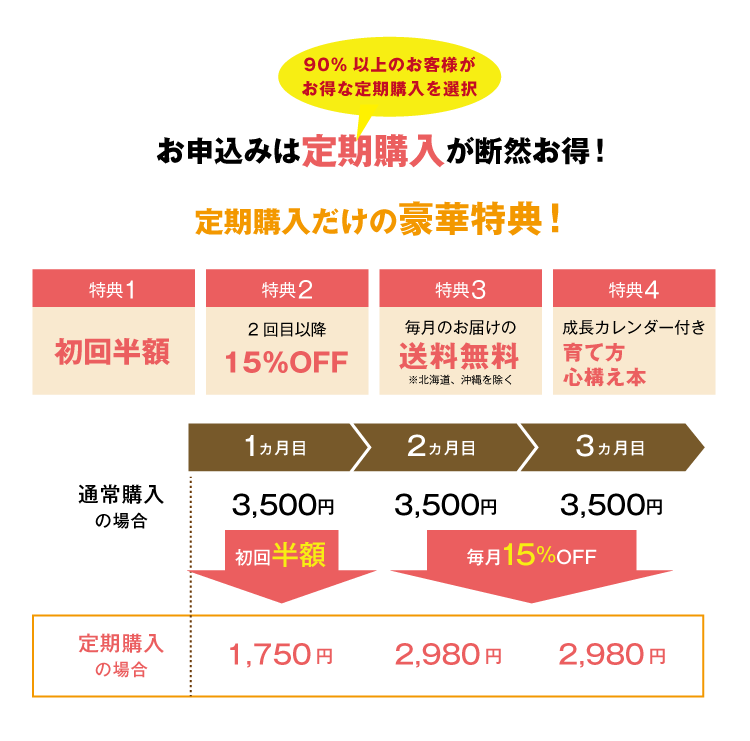 90% 以上のお客様が
お得な定期購入を選択
お申込みは定期購入が断然お得！
定期購入だけの豪華特典！
特典1
初回半額
特典2
2回目以降
15%OFF
特典3
毎月のお届けの
送料無料
※北海道、沖縄を除く
特典4
成長カレンダー付き
育て方
心構え本
1ヵ月目 2ヵ月目 3ヵ月目
通常購入
の場合
3,500円 3,500円 3,500円
初回半額 毎月15%OFF
定期購入
の場合
1,750円 2,980円 2,980円